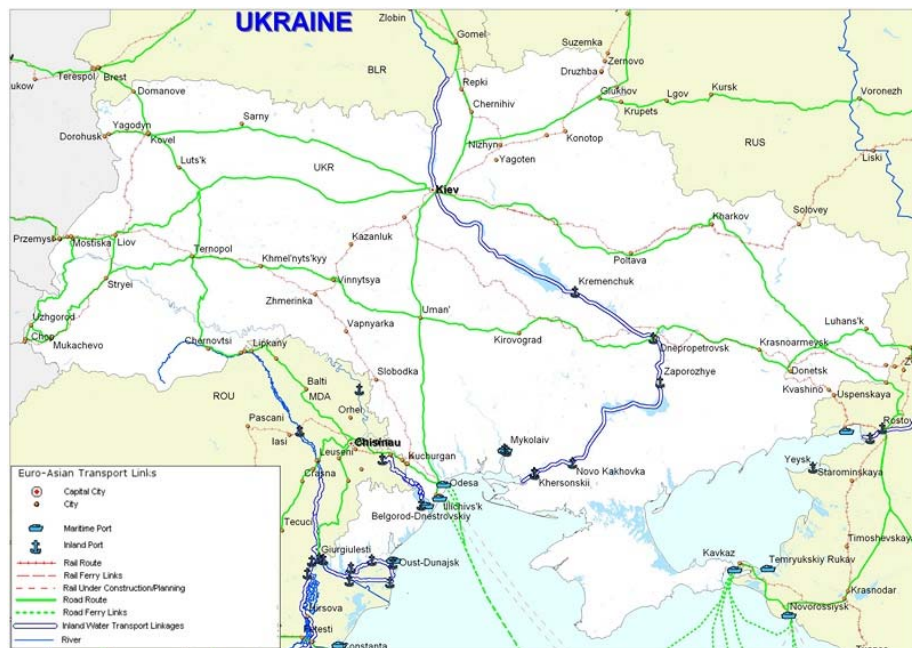 UKRAINE
Zlobin
Gomel
Suzemka
Zernovo
Druzhba
BLR
Terespol
Brest
ukow
Repki
Glukhov
Lgov
Kursk
Voronezh
Domanove
Chernihiv
Krupets
RUS
Yagodyn
Sarny
Dorohusk
Kovel
Nizhyn
Konotop
Yagoten
Liski
Luts'k
UKR
Kiev
Solovey
Kharkov
Przemysl
Mostiska
Liov
Kazanluk
Ternopol
Poltava
Khmel'nyts'kyy
Stryei
Vinnytsya
Kremenchuk
Zhmerinka
Uzhgorod
Uman'
Vapnyarka
Luhans'k
Chop
Mukachevo
Chernovtsi
Lipkany
Kirovograd
Dnepropetrovsk
Krasnoarmeysk
Slobodka
Zaporozhye
Donetsk
Balti
ROU
MDA
Kvashino
Uspenskaya
Orhei
Pascani
Iasi
Chisinau
Rostov
Mykolaiv
Leuseni
Kuchurgan
Yeysk
Crasna
Novo Kakhovka
Starominskaya
Odesa
Khersonskii
Illichivs'k
Belgorod-Dnestrovskiy
Tecuci
Timoshevskaya
Giurgiulesti
Oust-Dunajsk
Kavkaz
Temryukskiy Rukav
Krasnodar
Novorossiysk
Constanta
Euro-Asian Transport Links
Capital City
City
Maritime Port
Inland Port
Rail Route
Rail Ferry Links
Rail Under Construction/Planning
Road Route
Road Ferry Links
Inland Water Transport Linkages
River